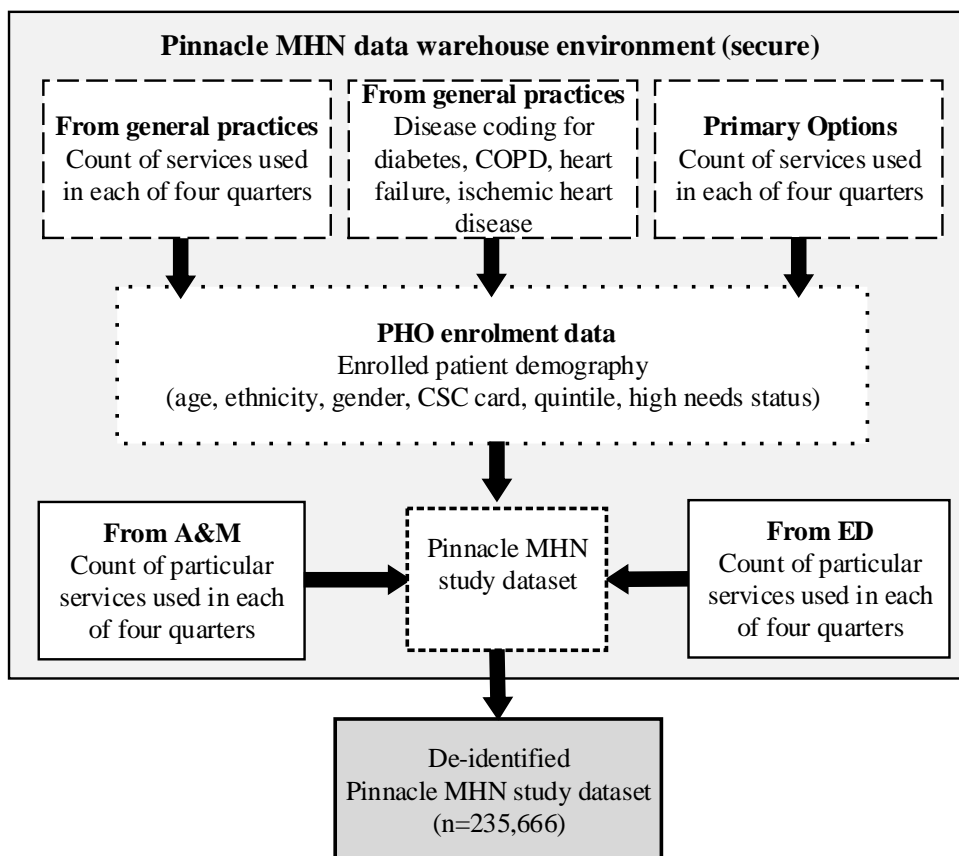 Pinnacle MHN data warehouse environment (secure)
From general practices
Count of services used
in each of four quarters
From general practices
Disease coding for
diabetes, COPD, heart
failure, ischemic heart
disease
Primary Options
Count of services used
in each of four quarters
PHO enrolment data
Enrolled patient demography
(age, ethnicity, gender, CSC card, quintile, high needs status)
From A&M
Count of particular
services used in each
of four quarters
Pinnacle MHN
study dataset
From ED
Count of particular
services used in each
of four quarters
De-identified
Pinnacle MHN study dataset
(n=235,666)